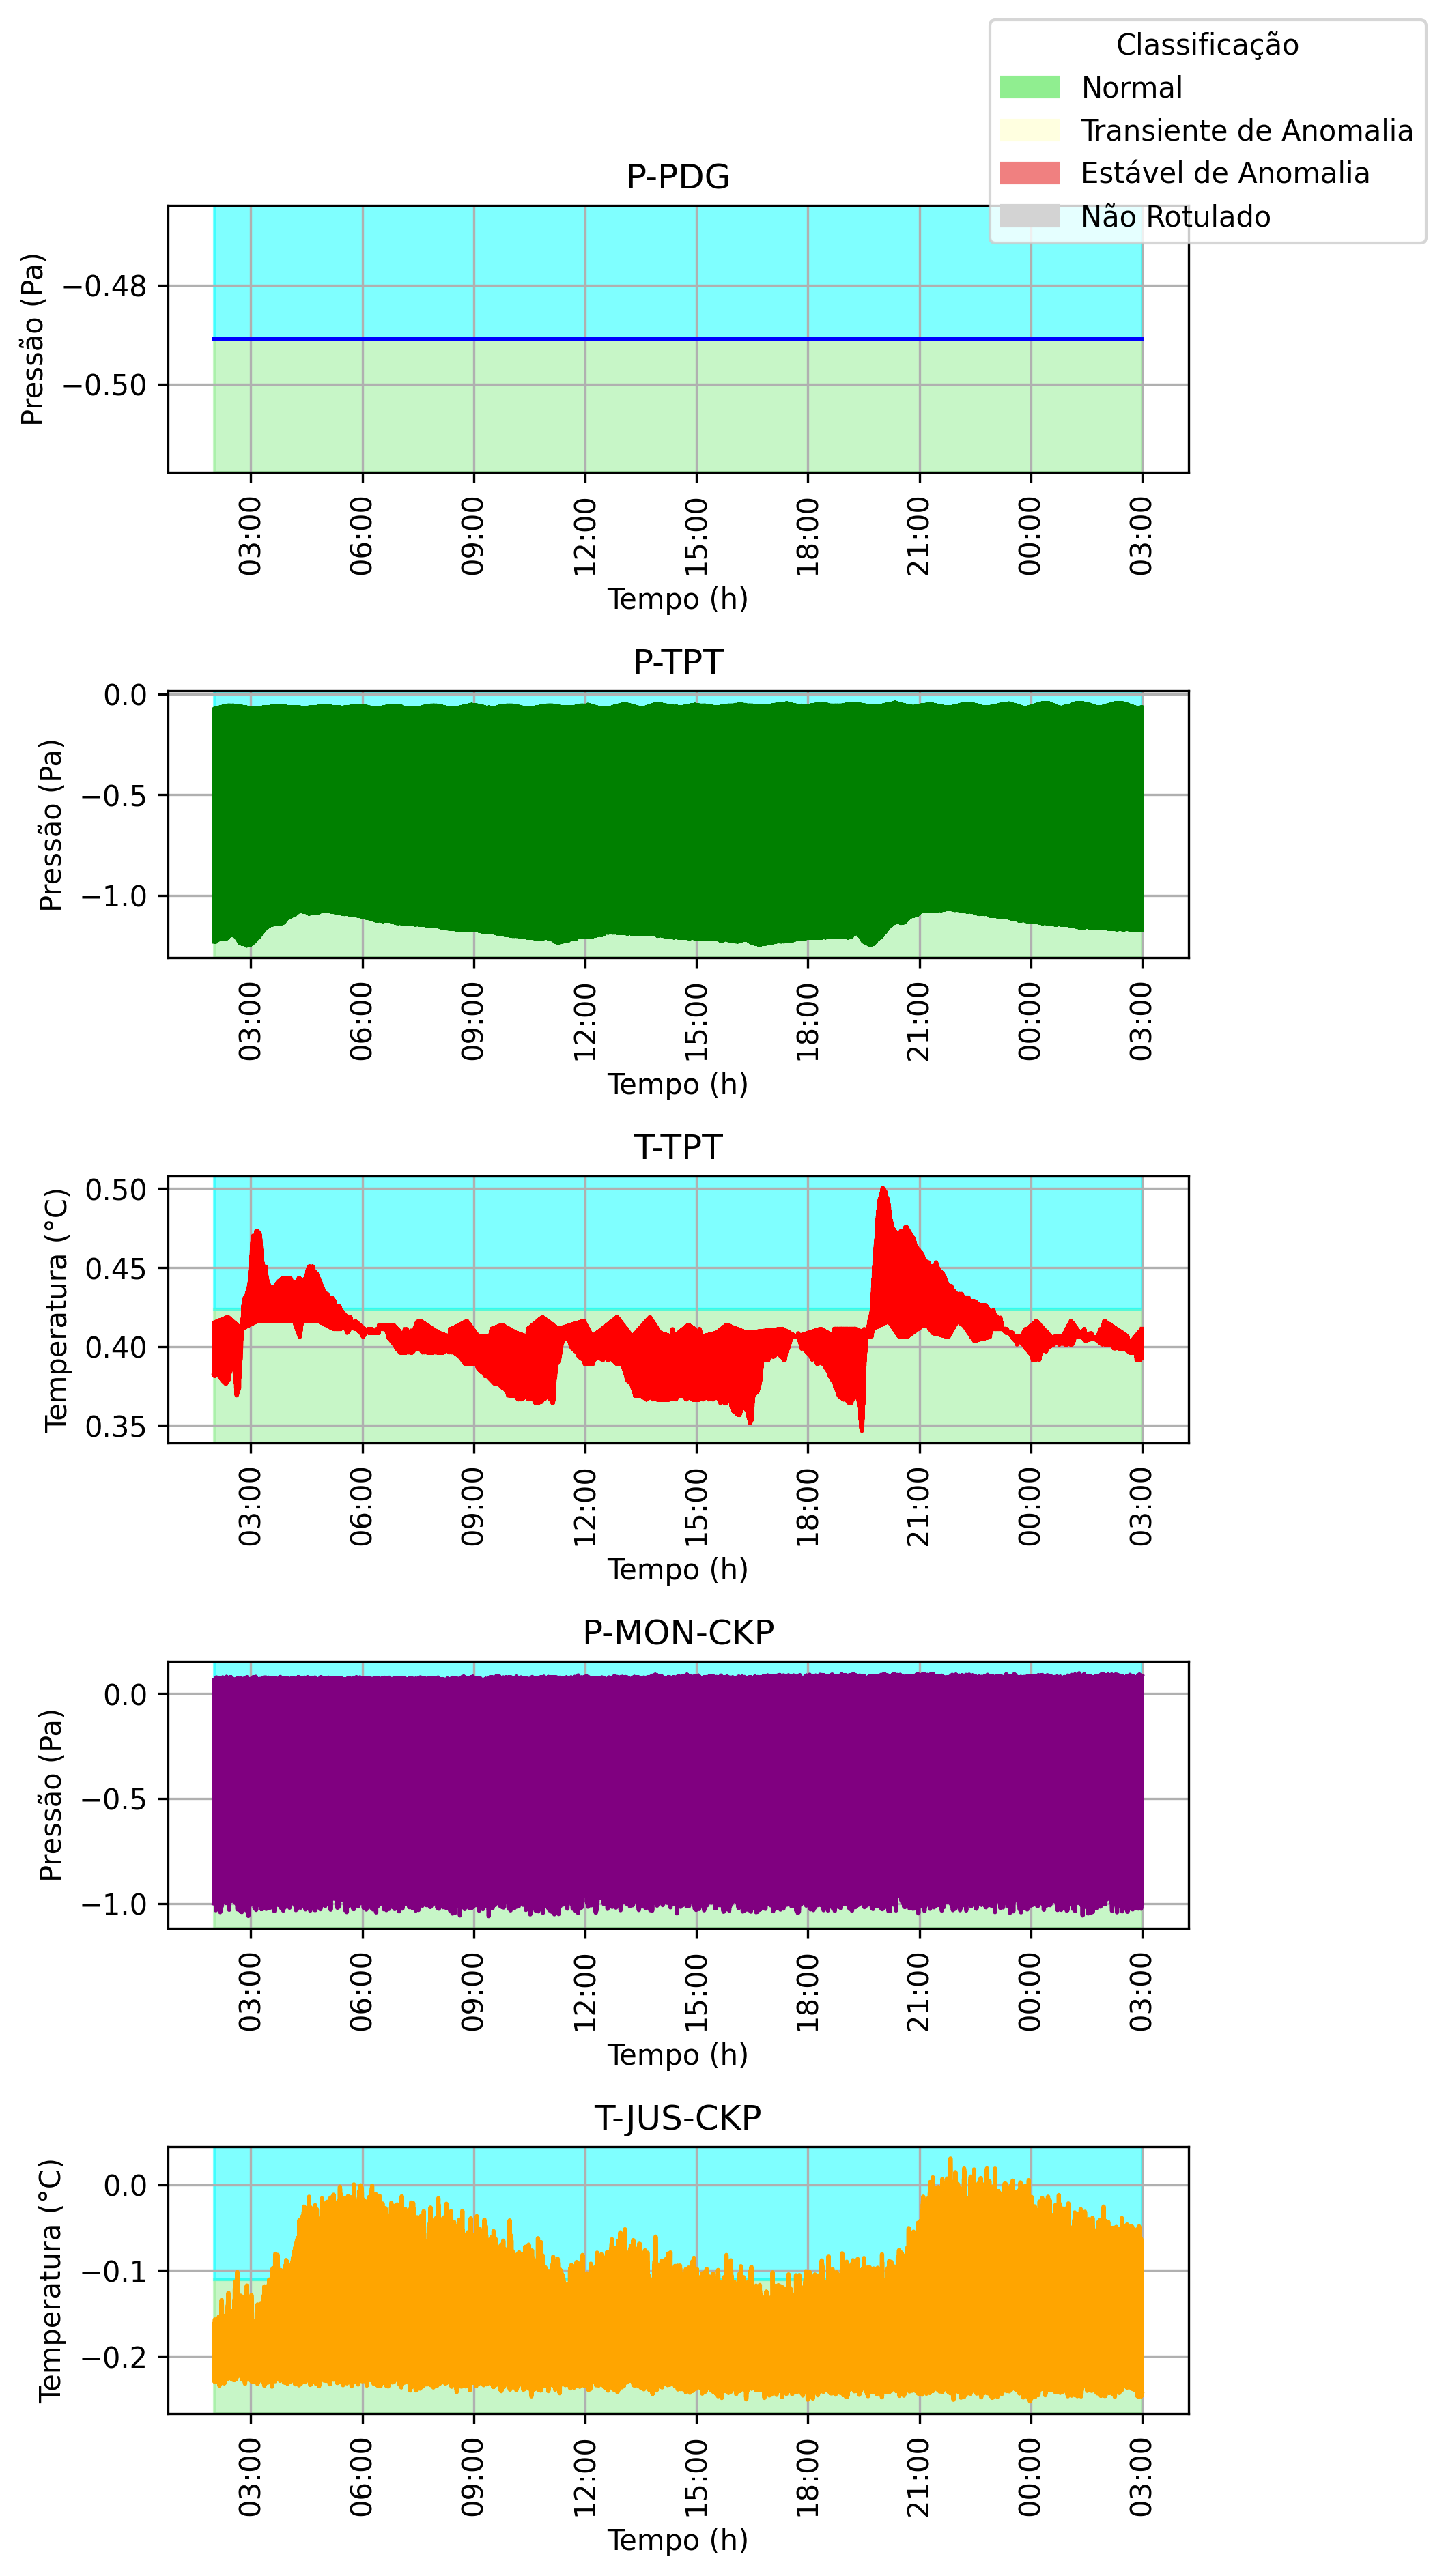 Classificação
Normal
Transiente de Anomalia
Estável de Anomalia
Não Rotulado
P-PDG
Pressão (Pa)
−0.48
−0.50
03:00 06:00 09:00 12:00 15:00 18:00 21:00 00:00 03:00
Tempo (h)
P-TPT
Pressão (Pa)
0.0
−0.5
−1.0
03:00 06:00 09:00 12:00 15:00 18:00 21:00 00:00 03:00
Tempo (h)
T-TPT
Temperatura (°C)
0.50
0.45
0.40
0.35
03:00 06:00 09:00 12:00 15:00 18:00 21:00 00:00 03:00
Tempo (h)
P-MON-CKP
Pressão (Pa)
0.0
−0.5
−1.0
03:00 06:00 09:00 12:00 15:00 18:00 21:00 00:00 03:00
Tempo (h)
T-JUS-CKP
Temperatura (°C)
0.0
−0.1
−0.2
03:00 06:00 09:00 12:00 15:00 18:00 21:00 00:00 03:00
Tempo (h)